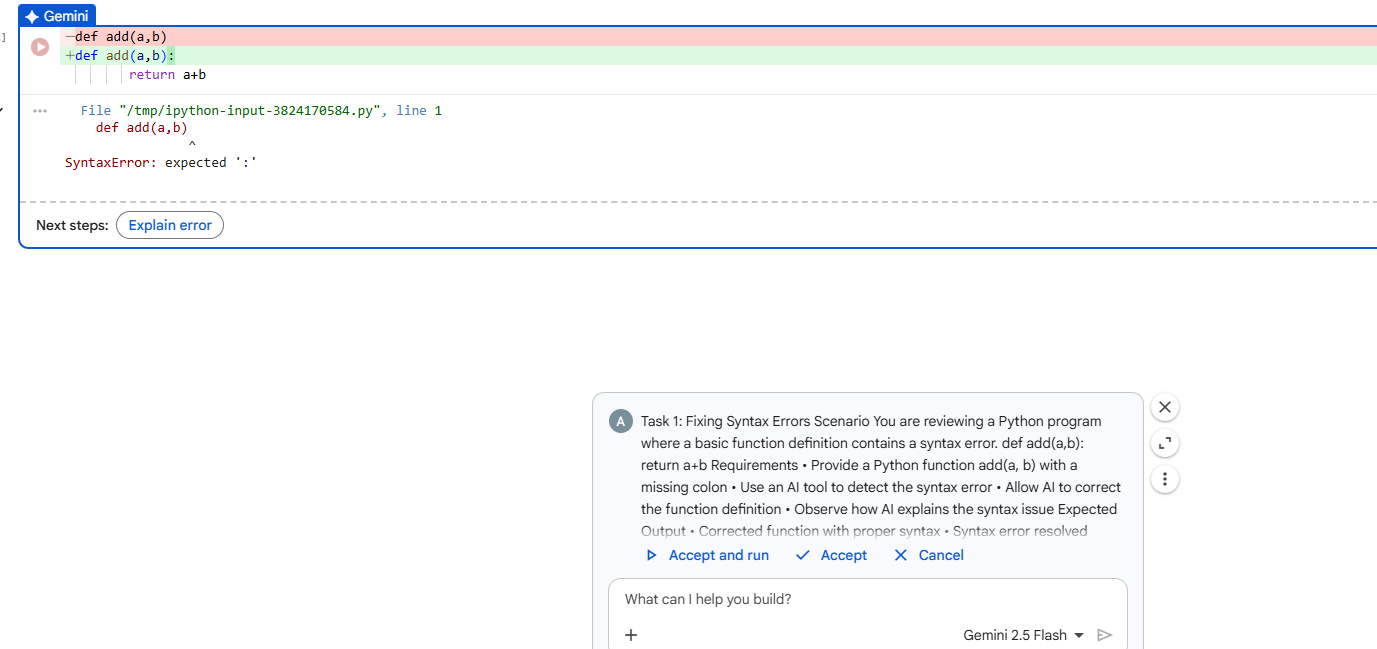 Gemini
—def add(a,b)
+def add(a,b):
return a+b
File "/tmp/ipython-input-3824170584.py", line 1
def add(a,b)
^
SyntaxError: expected ':'
Next steps: Explain error
A
Task 1: Fixing Syntax Errors Scenario You are reviewing a Python program
where a basic function definition contains a syntax error. def add(a,b):
return a+b Requirements • Provide a Python function add(a, b) with a
missing colon • Use an AI tool to detect the syntax error • Allow AI to correct
the function definition • Observe how AI explains the syntax issue Expected
Output • Corrected function with proper syntax • Syntax error resolved
Accept and run Accept Cancel
What can I help you build?
Gemini 2.5 Flash